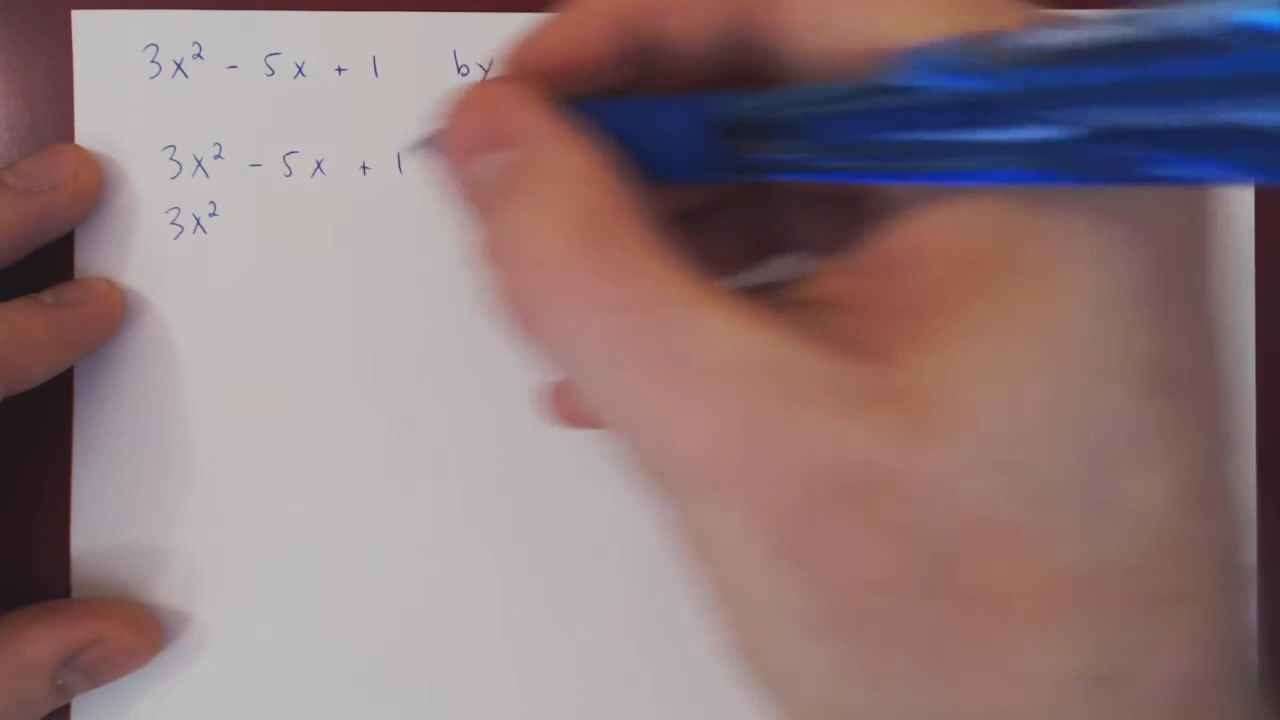 3x² - 5x + 1 by
3x² - 5x + 1
3x²